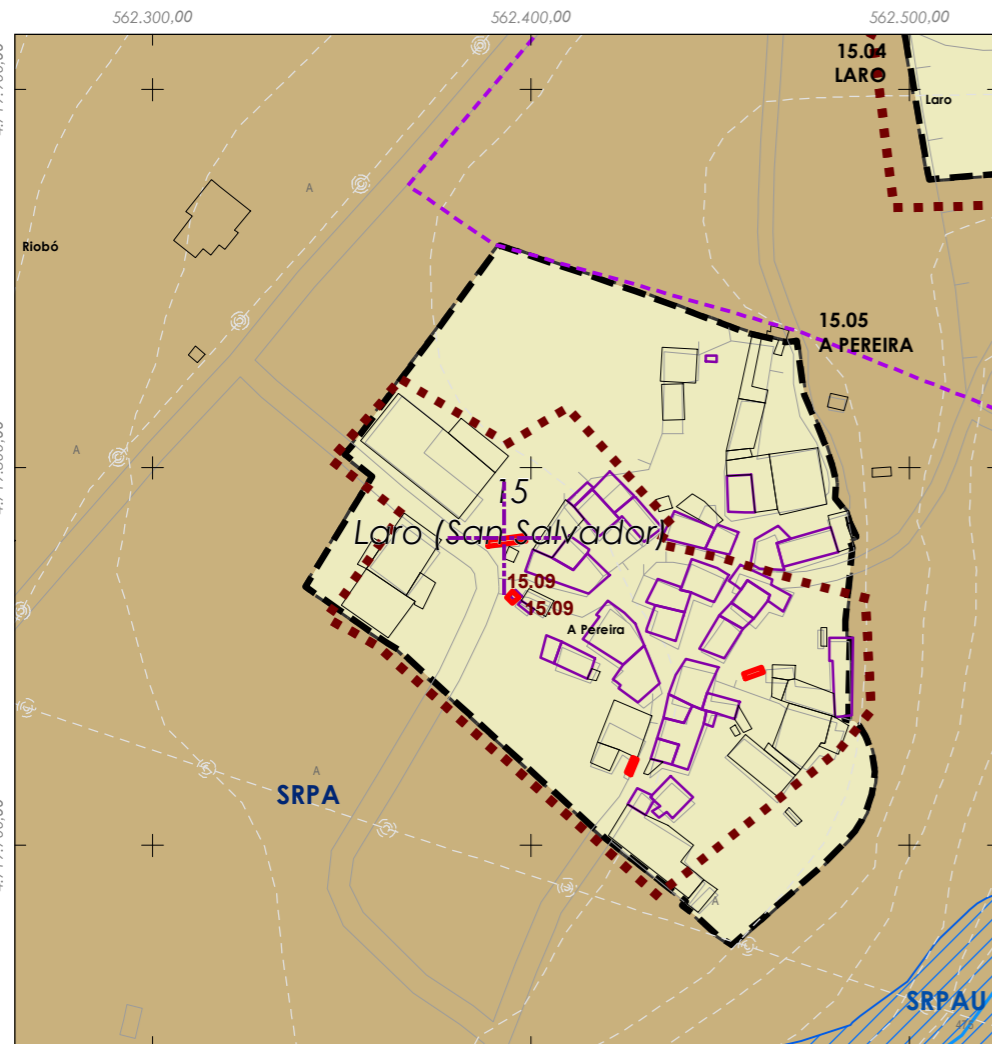 562.300,00
562.400,00
562.500,00
15.04
LARO
Laro
A
Riobó
15.05
A PEREIRA
A
15
Laro (San Salvador)
15.09
15.09
A Pereira
A
SRPA
A
SRPAU